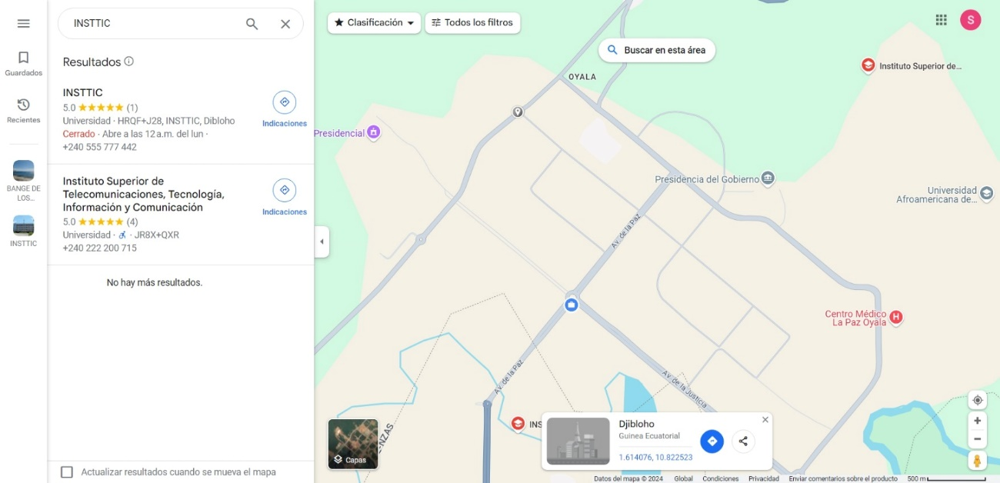 INSTTIC
Guardados
Recientes
BANGE DE
LOS...
INSTTIC
Resultados
INSTTIC
5.0 (1)
Universidad · HRQF+J28, INSTTIC, Dibloho
Cerrado · Abre a las 12 a.m. del lun ·
+240 555 777 442
Indicaciones
Instituto Superior de
Telecomunicaciones, Tecnología,
Información y Comunicación
5.0 (4)
Universidad · · JR8X+QXR
+240 222 200 715
Indicaciones
No hay más resultados.
Actualizar resultados cuando se mueva el mapa
Clasificación
Todos los filtros
S
Buscar en esta área
OYALA
Instituto Superior de...
Presidencial
Presidencia del Gobierno
Universidad
Afroamericana de...
Av. de la Paz
Centro Médico
La Paz Oyala
H
Av. de la Paz
Av. de la Justicia
INS
-NZAS
Capas
Djibloho
Guinea Ecuatorial
1.614076, 10.822523
Datos del mapa © 2024 Global Condiciones Privacidad Enviar comentarios sobre el producto 500 m